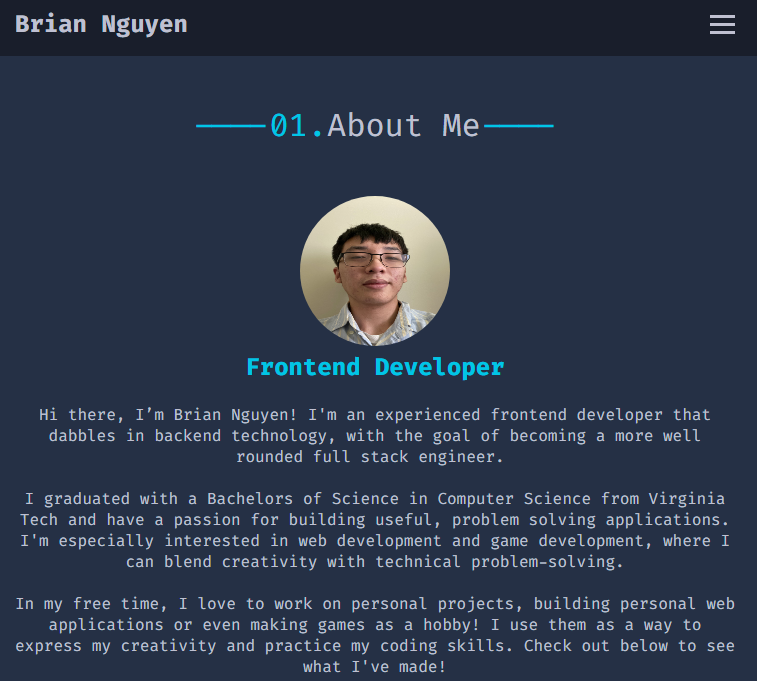 Brian Nguyen
01.About Me
Frontend Developer
Hi there, I’m Brian Nguyen! I'm an experienced frontend developer that
dabbles in backend technology, with the goal of becoming a more well
rounded full stack engineer.
I graduated with a Bachelors of Science in Computer Science from Virginia
Tech and have a passion for building useful, problem solving applications.
I'm especially interested in web development and game development, where I
can blend creativity with technical problem-solving.
In my free time, I love to work on personal projects, building personal web
applications or even making games as a hobby! I use them as a way to
express my creativity and practice my coding skills. Check out below to see
what I've made!